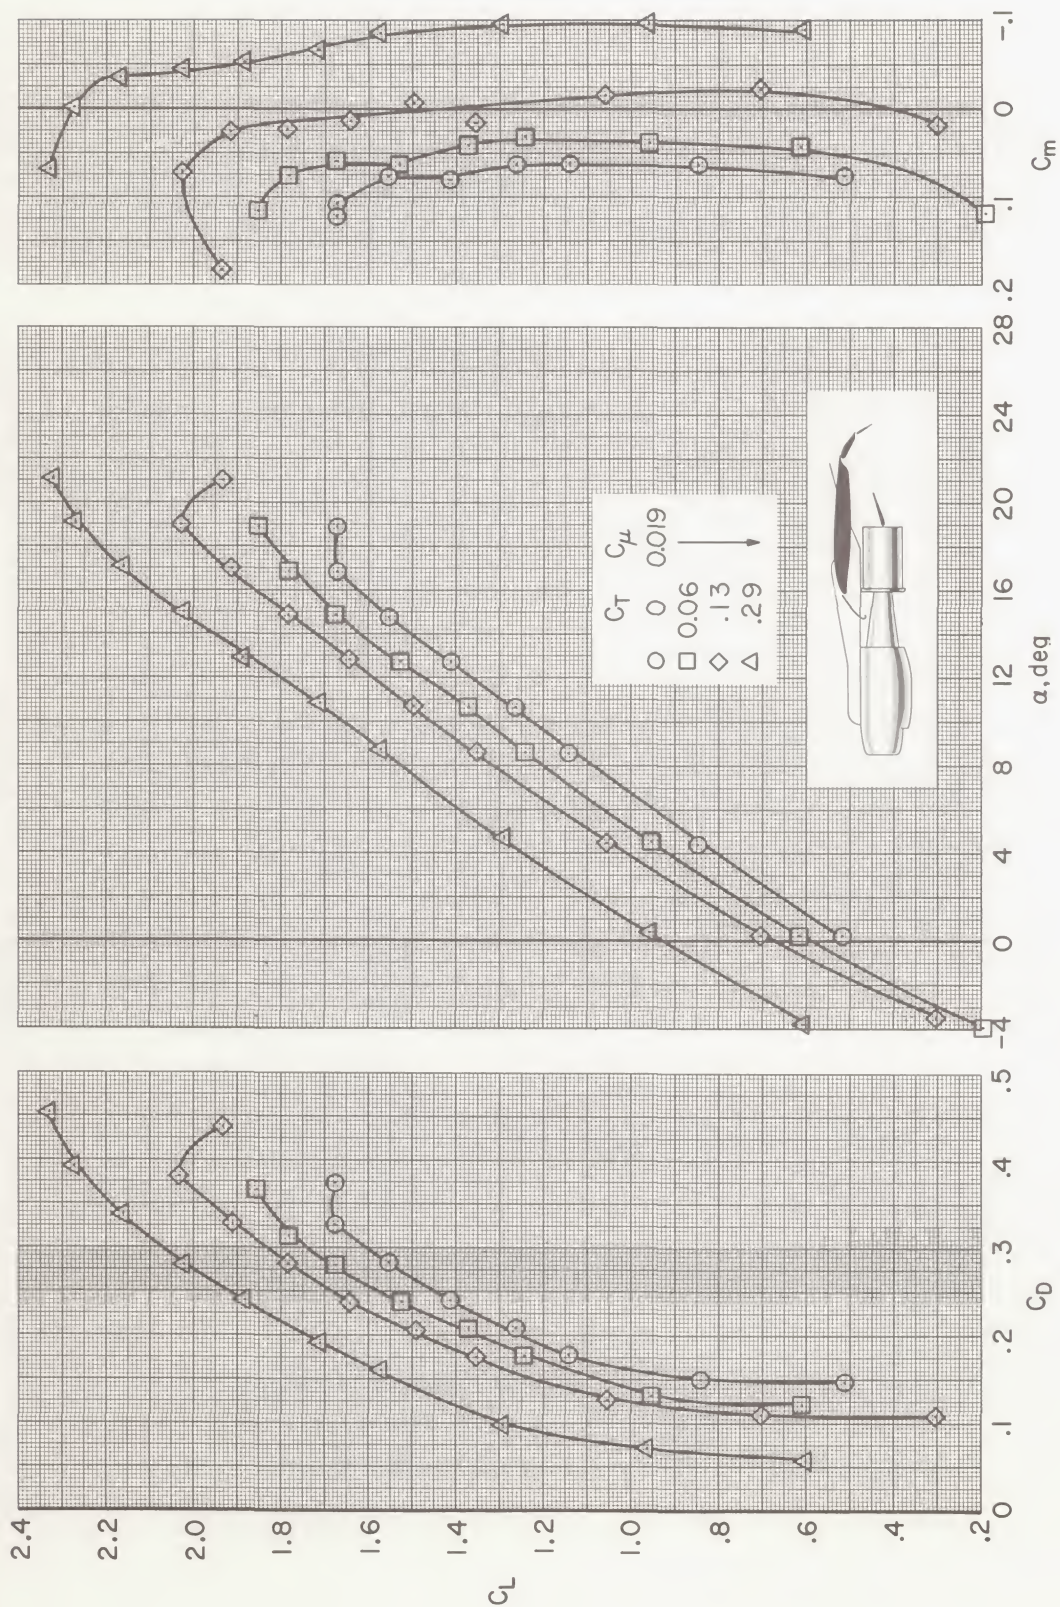 2.4
2.2
2.0
1.8
1.6
1.4
1.2
1.0
.8
.6
.4
.2
C_L
0 .1 .2 .3 .4 .5
C_D
-4 0 4 8 12 16 20 24 28
α, deg
.2 .1 0 -.1
C_m
C_T C_μ
○ 0 0.019
□ 0.06
◇ .13
△ .29